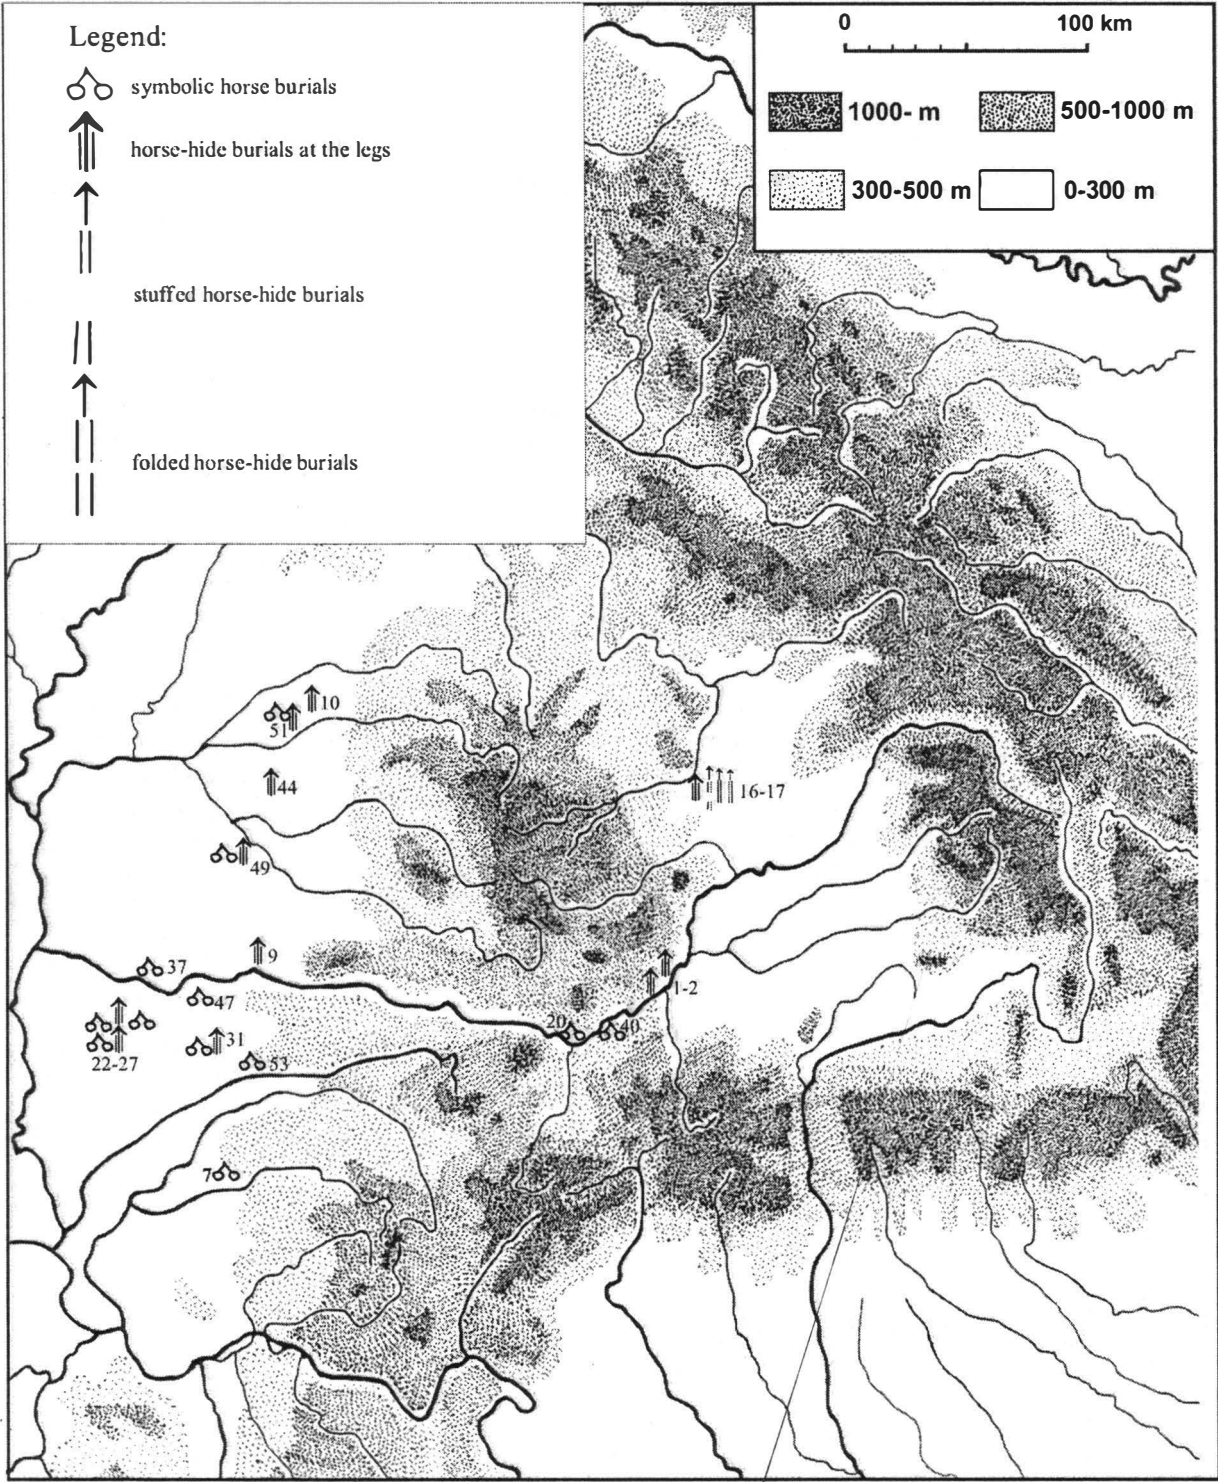 Legend:
symbolic horse burials
horse-hide burials at the legs
stuffed horse-hide burials
folded horse-hide burials
0 100 km
1000- m 500-1000 m
300-500 m 0-300 m
10
51
44
16-17
49
9
37
1-2
47
20 40
31
22-27 53
7